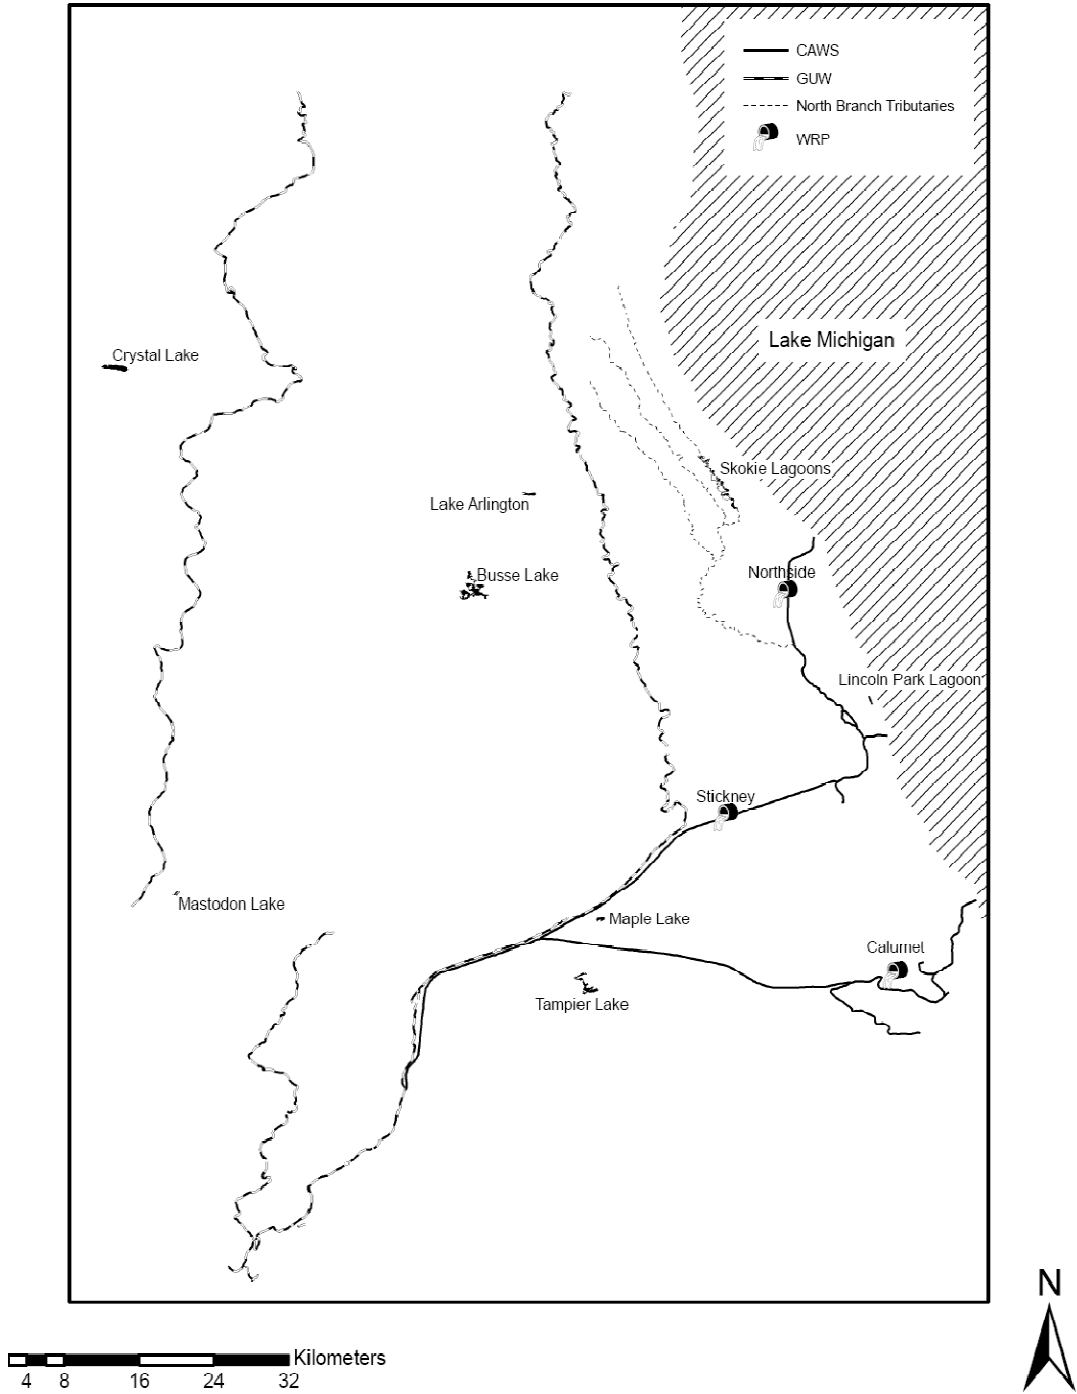 CAWS
GUW
North Branch Tributaries
WRP
Lake Michigan
Crystal Lake
Skokie Lagoons
Lake Arlington
Busse Lake
Northside
Lincoln Park Lagoon
Stickney
Mastodon Lake
Maple Lake
Calumet
Tampier Lake
N
Kilometers
4 8 16 24 32